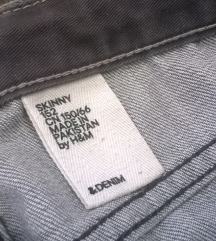 SKINNY
152
CN 150/66
MADE IN
PAKISTAN
by H&M
&DENIM